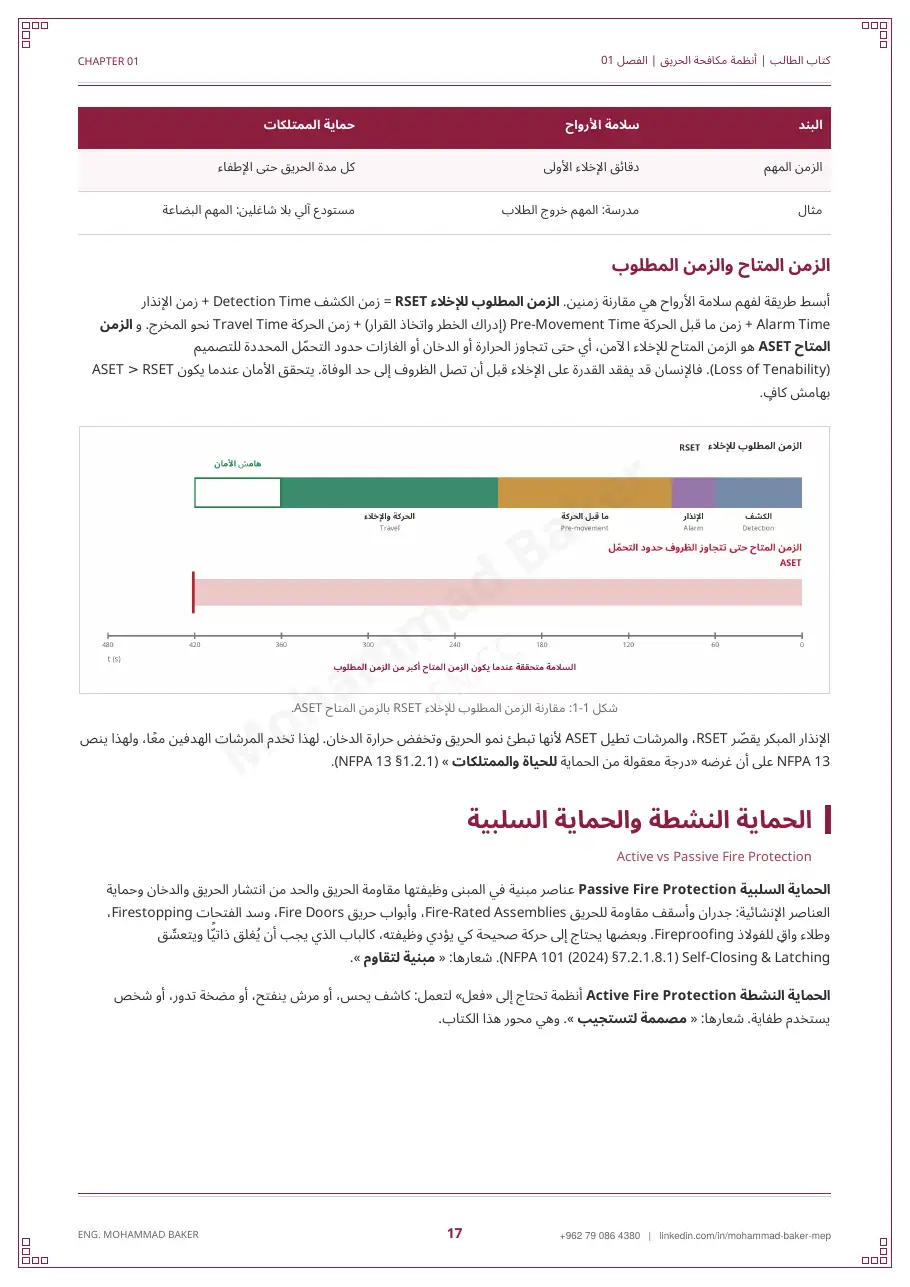 كتاب الطالب | أنظمة مكافحة الحريق | الفصل 01
CHAPTER 01
البند	سلامة الأرواح	حماية الممتلكات
الزمن المهم	دقائق الإخلاء الأولى	كل مدة الحريق حتى الإطفاء
مثال	مدرسة: المهم خروج الطلاب	مستودع آلي بلا شاغلين: المهم البضاعة
الزمن المتاح والزمن المطلوب
أبسط طريقة لفهم سلامة الأرواح هي مقارنة زمنين. الزمن المطلوب للإخلاء RSET = زمن الكشف Detection Time + زمن الإنذار
Alarm Time + زمن ما قبل الحركة Pre-Movement Time (إدراك الخطر واتخاذ القرار) + زمن الحركة Travel Time نحو المخرج. و الزمن
المتاح ASET هو الزمن المتاح للإخلاء الآمن، أي حتى تتجاوز الحرارة أو الدخان أو الغازات حدود التحمّل المحددة للتصميم
(Loss of Tenability). فالإنسان قد يفقد القدرة على الإخلاء قبل أن تصل الظروف إلى حد الوفاة. يتحقق الأمان عندما يكون ASET > RSET
بهامش كافٍ.
الزمن المطلوب للإخلاء RSET
هامش الأمان
الكشف	الإنذار	ما قبل الحركة	الحركة والإخلاء
Detection	Alarm	Pre-movement	Travel
الزمن المتاح حتى تتجاوز الظروف حدود التحمّل
ASET
480	420	360	300	240	180	120	60	0
t (s)
السلامة متحققة عندما يكون الزمن المتاح أكبر من الزمن المطلوب
شكل 1-1: مقارنة الزمن المطلوب للإخلاء RSET بالزمن المتاح ASET.
الإنذار المبكر يقصّر RSET، والمرشات تطيل ASET لأنها تبطئ نمو الحريق وتخفض حرارة الدخان. لهذا تخدم المرشات الهدفين معًا، ولهذا ينص
NFPA 13 على أن غرضه «درجة معقولة من الحماية للحياة والممتلكات » (NFPA 13 §1.2.1).
الحماية النشطة والحماية السلبية
Active vs Passive Fire Protection
الحماية السلبية Passive Fire Protection عناصر مبنية في المبنى وظيفتها مقاومة الحريق والحد من انتشار الحريق والدخان وحماية
العناصر الإنشائية: جدران وأسقف مقاومة للحريق Fire-Rated Assemblies، وأبواب حريق Fire Doors، وسد الفتحات Firestopping،
وطلاء واقٍ للفولاذ Fireproofing. وبعضها يحتاج إلى حركة صحيحة كي يؤدي وظيفته، كالباب الذي يجب أن يُغلق ذاتيًّا ويتعشّق
Self-Closing & Latching (NFPA 101 (2024) §7.2.1.8.1). شعارها: « مبنية لتقاوم ».
الحماية النشطة Active Fire Protection أنظمة تحتاج إلى «فعل» لتعمل: كاشف يحس، أو مرش ينفتح، أو مضخة تدور، أو شخص
يستخدم طفاية. شعارها: « مصممة لتستجيب ». وهي محور هذا الكتاب.
Mohammad Baker
ENG. MOHAMMAD BAKER
17
+962 79 086 4380 | linkedin.com/in/mohammad-baker-mep